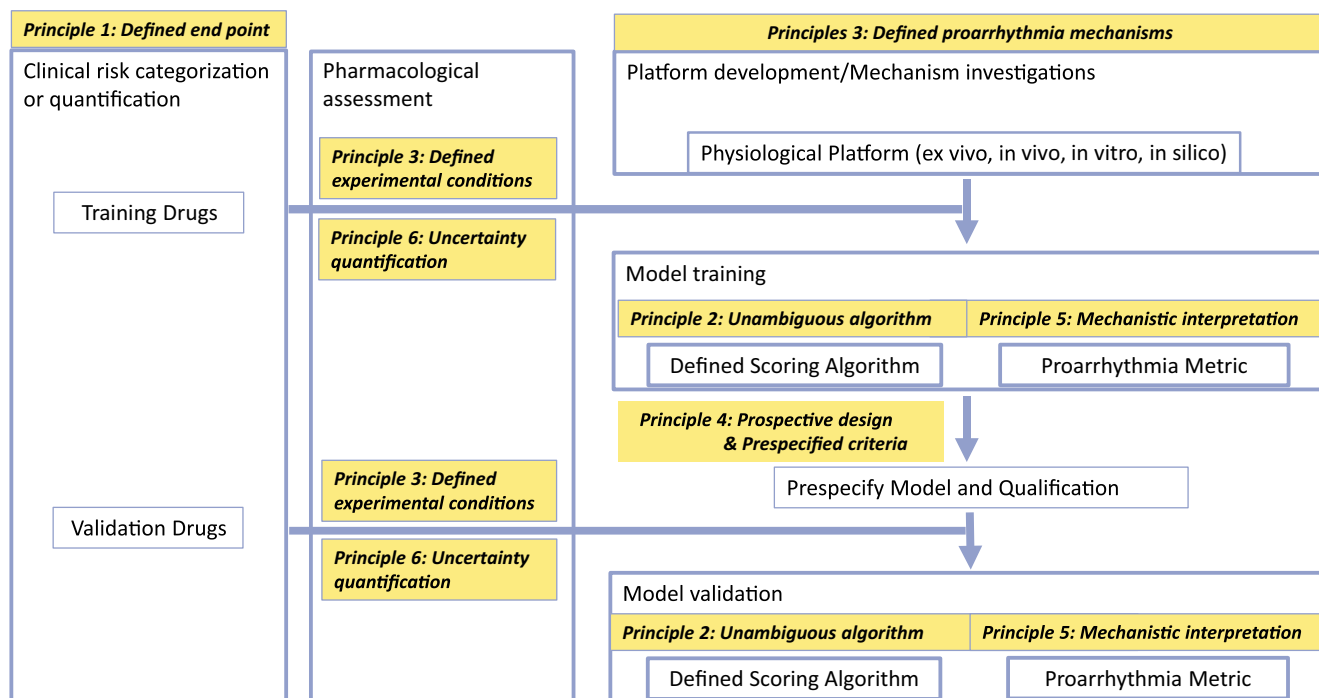 Principle 1: Defined end point
Clinical risk categorization
or quantification
Training Drugs
Validation Drugs
Pharmacological
assessment
Principle 3: Defined
experimental conditions
Principle 6: Uncertainty
quantification
Principle 3: Defined
experimental conditions
Principle 6: Uncertainty
quantification
Principles 3: Defined proarrhythmia mechanisms
Platform development/Mechanism investigations
Physiological Platform (ex vivo, in vivo, in vitro, in silico)
Model training
Principle 2: Unambiguous algorithm
Principle 5: Mechanistic interpretation
Defined Scoring Algorithm
Proarrhythmia Metric
Principle 4: Prospective design
& Prespecified criteria
Prespecify Model and Qualification
Model validation
Principle 2: Unambiguous algorithm
Principle 5: Mechanistic interpretation
Defined Scoring Algorithm
Proarrhythmia Metric